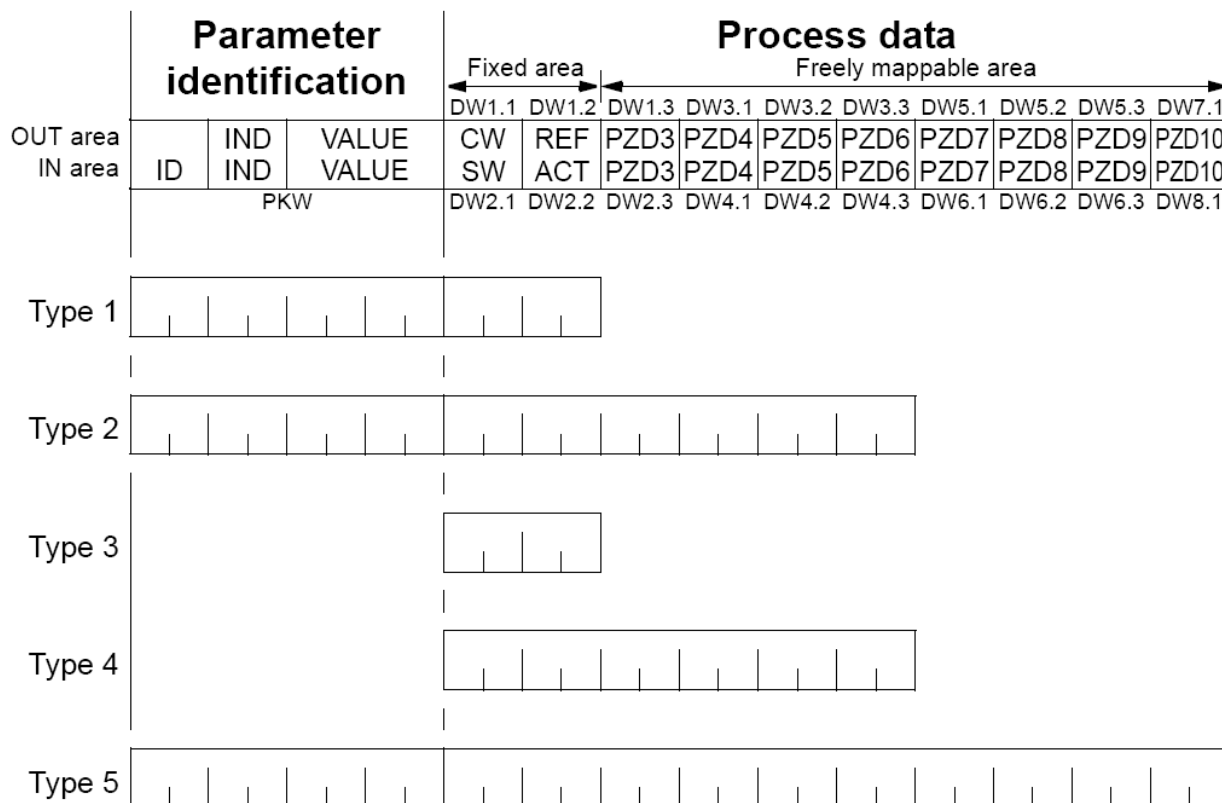 Parameter
identification
Process data
Fixed area
Freely mappable area
DW1.1 DW1.2 DW1.3 DW3.1 DW3.2 DW3.3 DW5.1 DW5.2 DW5.3 DW7.1
OUT area IND VALUE CW REF PZD3 PZD4 PZD5 PZD6 PZD7 PZD8 PZD9 PZD10
IN area ID IND VALUE SW ACT PZD3 PZD4 PZD5 PZD6 PZD7 PZD8 PZD9 PZD10
PKW DW2.1 DW2.2 DW2.3 DW4.1 DW4.2 DW4.3 DW6.1 DW6.2 DW6.3 DW8.1
Type 1
Type 2
Type 3
Type 4
Type 5